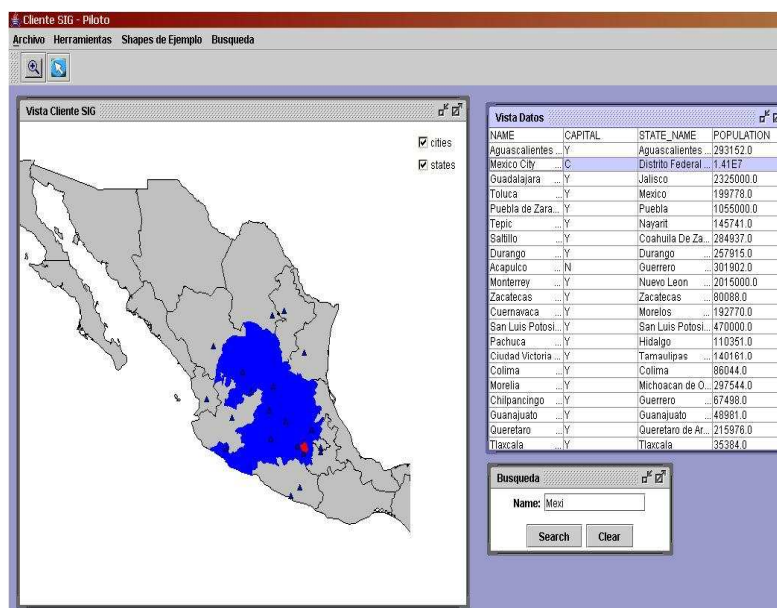 Cliente SIG - Piloto
Archivo Herramientas Shapes de Ejemplo Busqueda
Vista Cliente SIG
cities
states
Vista Datos
NAME CAPITAL STATE_NAME POPULATION
Aguascalientes ... Y Aguascalientes ... 293152.0
Mexico City ... C Distrito Federal ... 1.41E7
Guadalajara ... Y Jalisco ... 2325000.0
Toluca ... Y Mexico ... 199778.0
Puebla de Zara... Y Puebla ... 1055000.0
Tepic ... Y Nayarit ... 145741.0
Saltillo ... Y Coahuila De Za... 284937.0
Durango ... Y Durango ... 257915.0
Acapulco ... N Guerrero ... 301902.0
Monterrey ... Y Nuevo Leon ... 2015000.0
Zacatecas ... Y Zacatecas ... 80088.0
Cuernavaca ... Y Morelos ... 192770.0
San Luis Potosi... Y San Luis Potosi... 470000.0
Pachuca ... Y Hidalgo ... 110351.0
Ciudad Victoria ... Y Tamaulipas ... 140161.0
Colima ... Y Colima ... 86044.0
Morelia ... Y Michoacan de O... 297544.0
Chilpancingo ... Y Guerrero ... 67498.0
Guanajuato ... Y Guanajuato ... 48981.0
Queretaro ... Y Queretaro de Ar... 215976.0
Tlaxcala ... Y Tlaxcala ... 35384.0
Busqueda
Name: Mexi
Search Clear